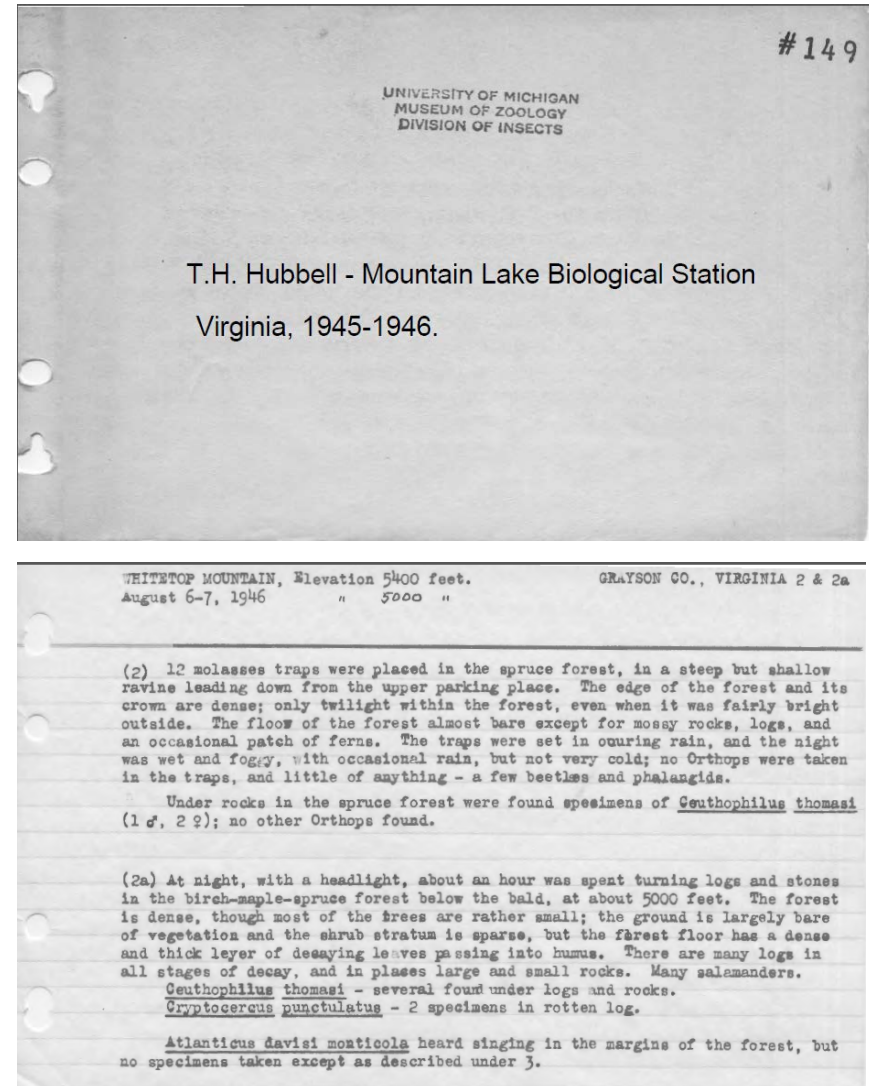 #149
UNIVERSITY OF MICHIGAN
MUSEUM OF ZOOLOGY
DIVISION OF INSECTS
T.H. Hubbell - Mountain Lake Biological Station
Virginia, 1945-1946.
WHITETOP MOUNTAIN, Elevation 5400 feet. GRAYSON CO., VIRGINIA 2 & 2a
August 6-7, 1946 " 5000 "
(2) 12 molasses traps were placed in the spruce forest, in a steep but shallow
ravine leading down from the upper parking place. The edge of the forest and its
crown are dense; only twilight within the forest, even when it was fairly bright
outside. The floow of the forest almost bare except for mossy rocks, logs, and
an occasional patch of ferns. The traps were set in ouuring rain, and the night
was wet and foggy, with occasional rain, but not very cold; no Orthops were taken
in the traps, and little of anything - a few beetles and phalangids.
Under rocks in the spruce forest were found specimens of Ceuthophilus thomasi
(1 ♂, 2 ♀); no other Orthops found.
(2a) At night, with a headlight, about an hour was spent turning logs and stones
in the birch-maple-spruce forest below the bald, at about 5000 feet. The forest
is dense, though most of the trees are rather small; the ground is largely bare
of vegetation and the shrub stratum is sparse, but the forest floor has a dense
and thick leyer of decaying leaves passing into humus. There are many logs in
all stages of decay, and in places large and small rocks. Many salamanders.
Ceuthophilus thomasi - several found under logs and rocks.
Cryptocercus punctulatus - 2 specimens in rotten log.
Atlanticus davisi monticola heard singing in the margins of the forest, but
no specimens taken except as described under 3.